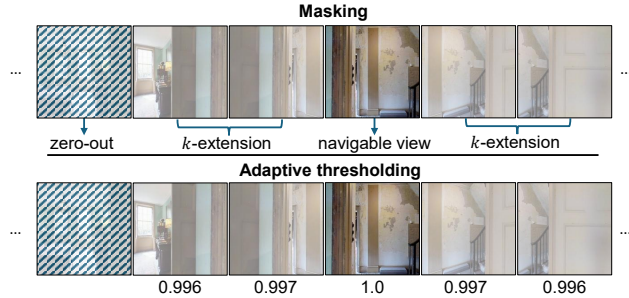 Masking
... ...
zero-out k-extension navigable view k-extension
Adaptive thresholding
... ...
0.996 0.997 1.0 0.997 0.996